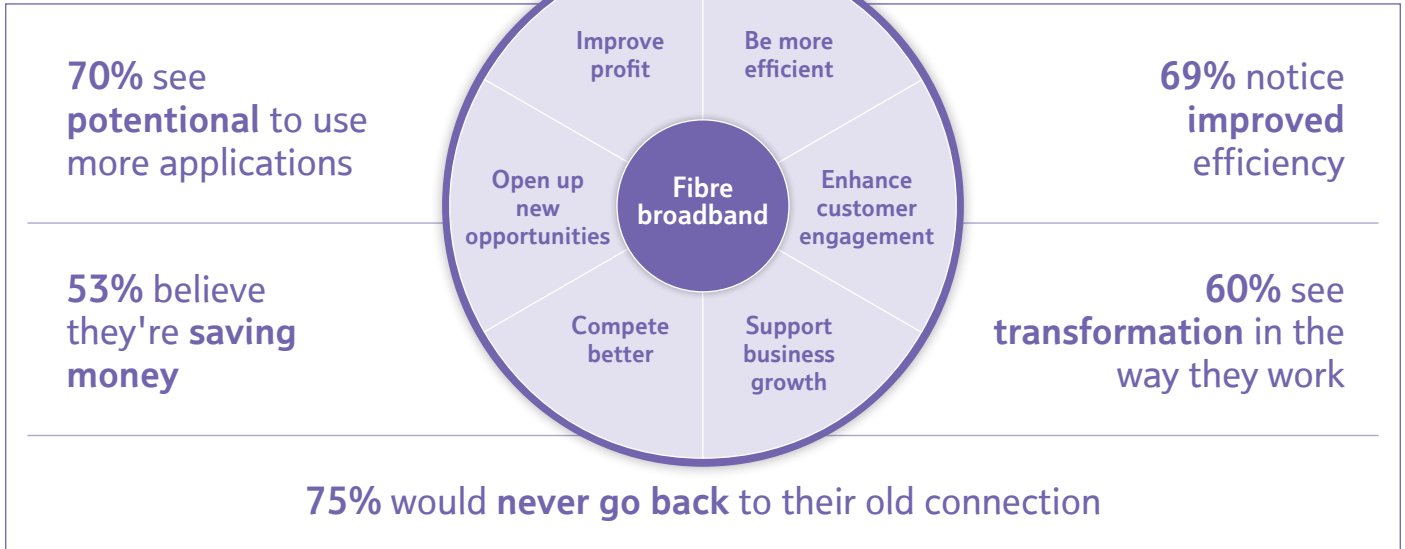 70% see
potentional to use
more applications
53% believe
they're saving
money
Improve
profit
Be more
efficient
Open up
new
opportunities
Fibre
broadband
Enhance
customer
engagement
Compete
better
Support
business
growth
69% notice
improved
efficiency
60% see
transformation in the
way they work
75% would never go back to their old connection